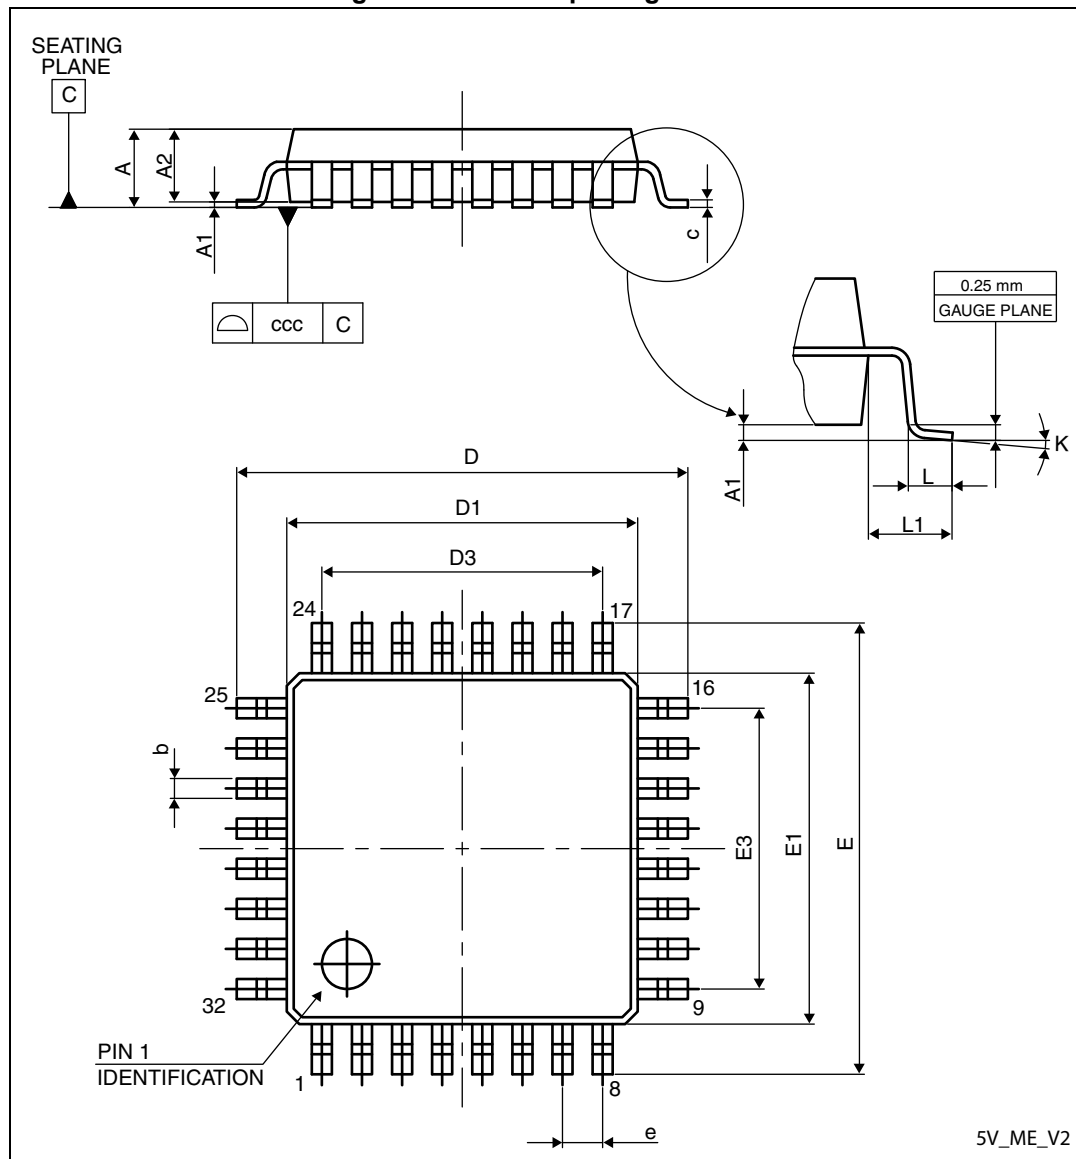 SEATING
PLANE
C
A
A2
A1
c
ccc
C
0.25 mm
GAUGE PLANE
K
A1
L
L1
D
D1
D3
24
17
25
16
b
E3
E1
E
32
9
PIN 1
IDENTIFICATION
1
8
e
5V_ME_V2